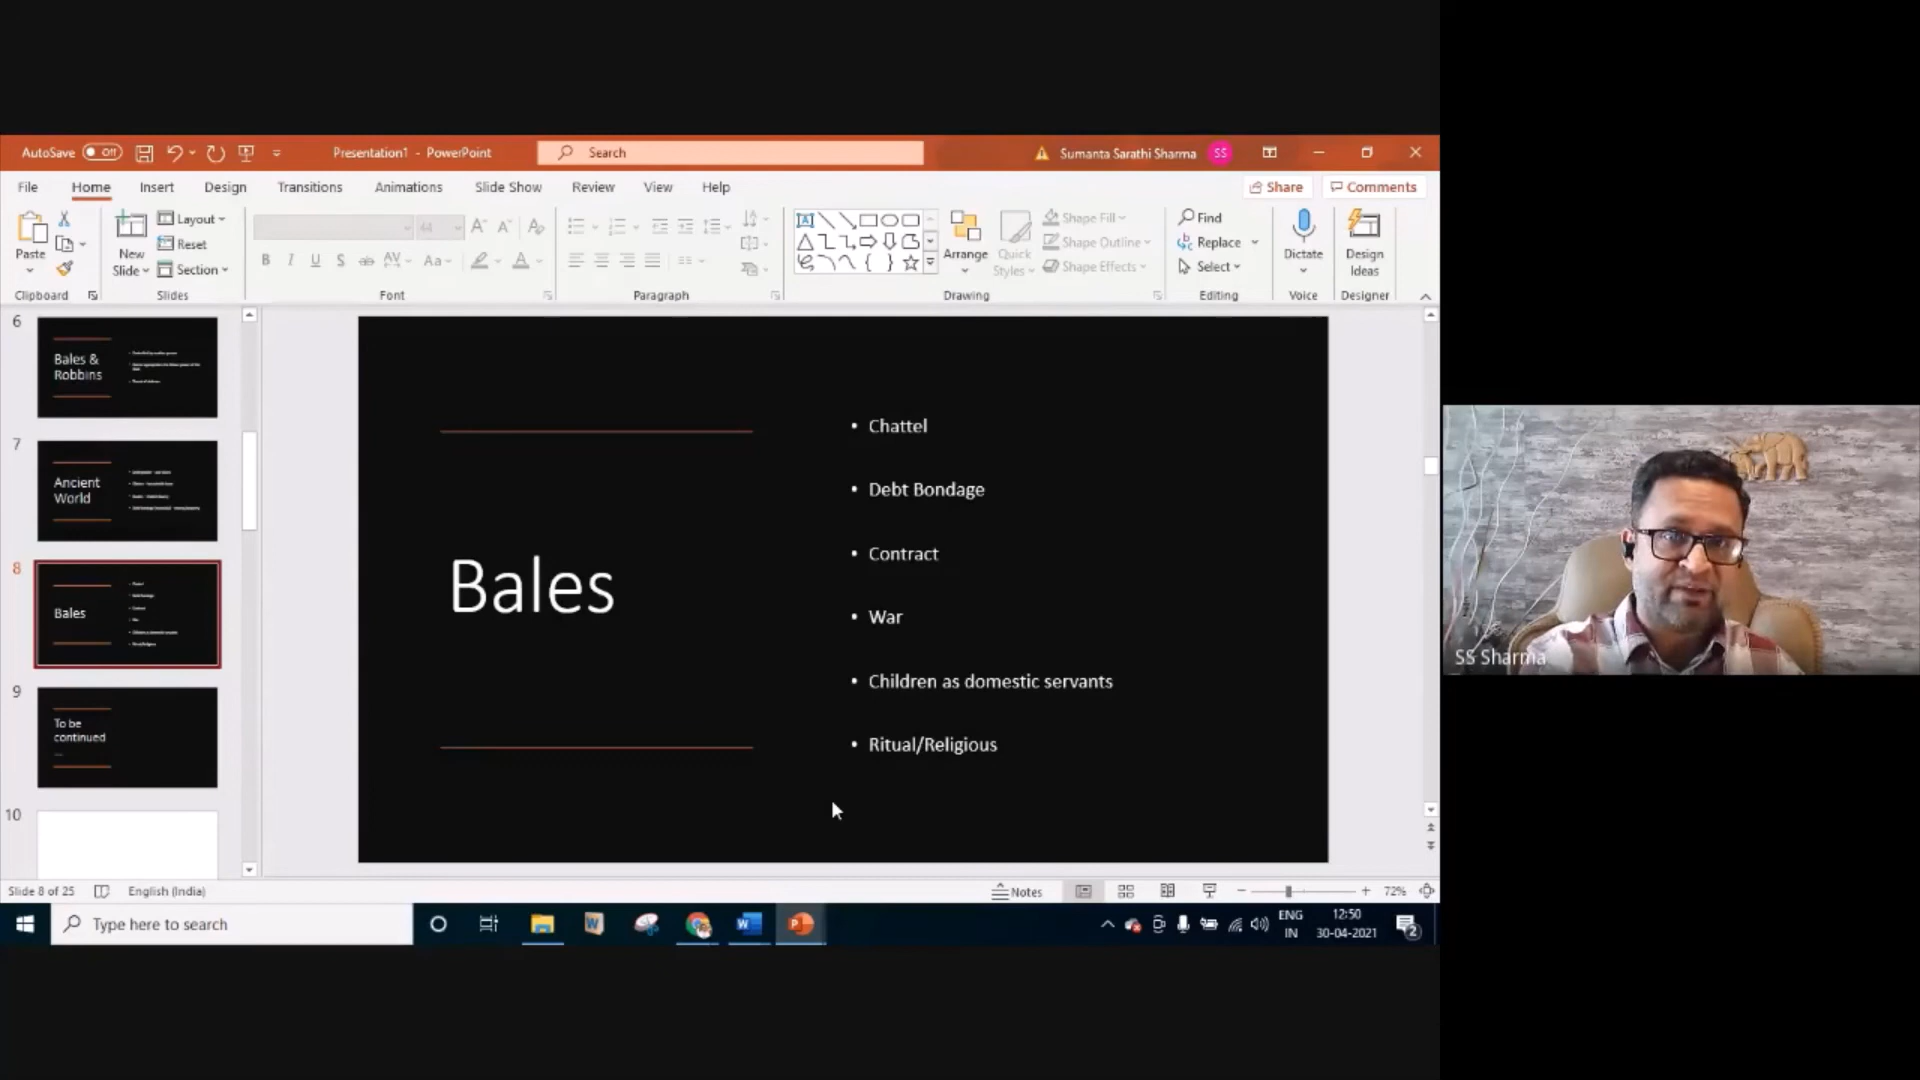 AutoSave Off Presentation1 - PowerPoint Search Sumanta Sarathi Sharma SS
File Home Insert Design Transitions Animations Slide Show Review View Help Share Comments
Paste
Clipboard
New Slide
Layout
Reset
Section
Slides
44
Font
Paragraph
Arrange
Quick Styles
Shape Fill
Shape Outline
Shape Effects
Drawing
Find
Replace
Select
Editing
Dictate
Voice
Design Ideas
Designer
6
Bales & Robbins
7
Ancient World
8
Bales
9
To be continued
10
Bales
• Chattel
• Debt Bondage
• Contract
• War
• Children as domestic servants
• Ritual/Religious
SS Sharma
Slide 8 of 25 English (India) Notes 72%
Type here to search
ENG
IN
12:50
30-04-2021
2